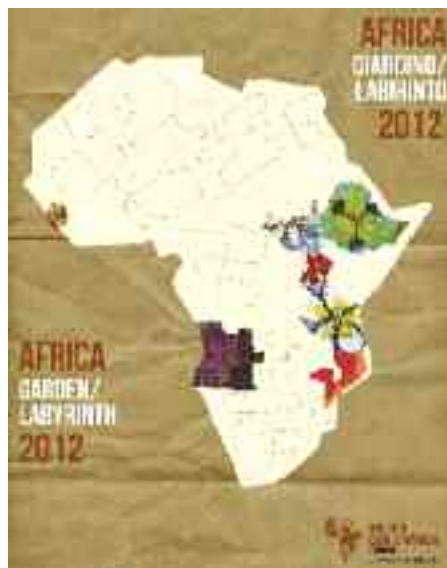 AFRICA
GIARDINO/
LABIRINTO
2012
AFRICA
GARDEN/
LABYRINTH
2012